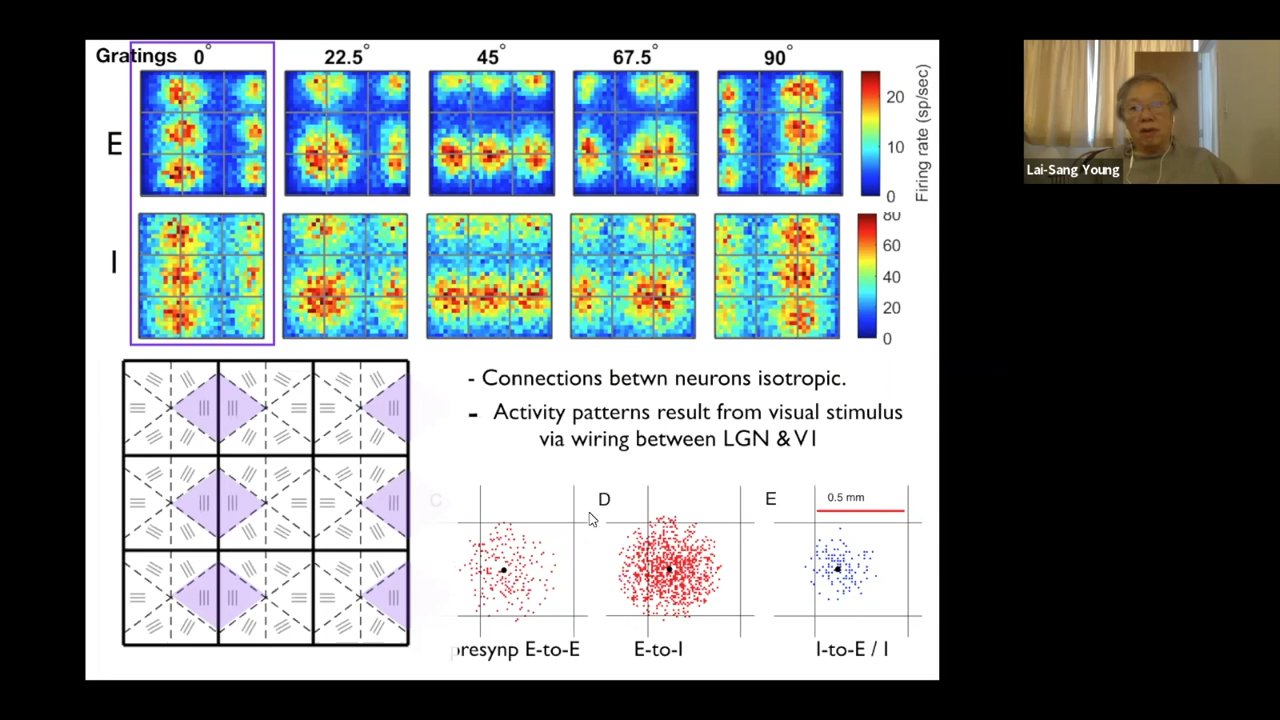 Gratings 0° 22.5° 45° 67.5° 90°
E
20
10
0
Firing rate (sp/sec)
I
80
60
40
20
0
Lai-Sang Young
- Connections betwn neurons isotropic.
- Activity patterns result from visual stimulus
via wiring between LGN & V1
C D E 0.5 mm
presynp E-to-E E-to-I I-to-E / I